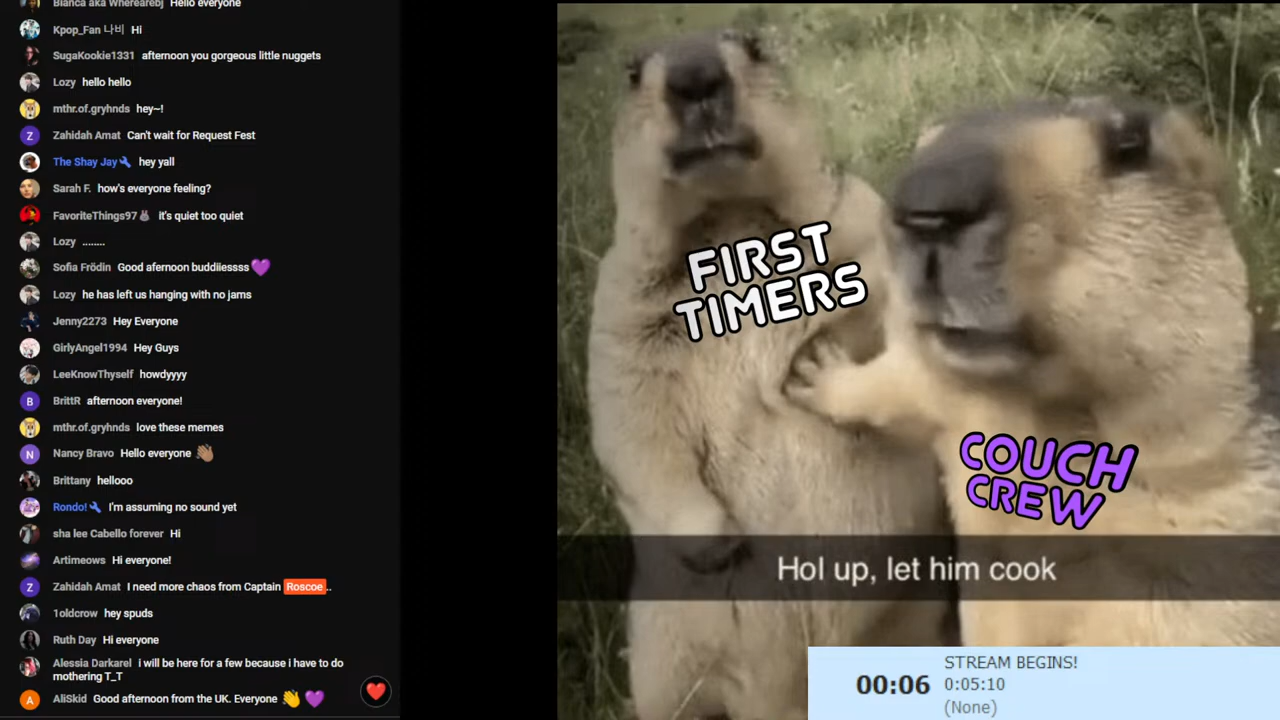 Bianca aka Wherearebj Hello everyone
Kpop_Fan 나비 Hi
SugaKookie1331 afternoon you gorgeous little nuggets
Lozy hello hello
mthr.of.gryhnds hey~!
Z Zahidah Amat Can't wait for Request Fest
The Shay Jay hey yall
Sarah F. how's everyone feeling?
FavoriteThings97 it's quiet too quiet
Lozy ........
Sofia Frödin Good afernoon buddiiessss
Lozy he has left us hanging with no jams
Jenny2273 Hey Everyone
GirlyAngel1994 Hey Guys
LeeKnowThyself howdyyyy
B BrittR afternoon everyone!
mthr.of.gryhnds love these memes
N Nancy Bravo Hello everyone
Brittany hellooo
Rondo! I'm assuming no sound yet
sha lee Cabello forever Hi
Artimeows Hi everyone!
Z Zahidah Amat I need more chaos from Captain Roscoe..
1oldcrow hey spuds
Ruth Day Hi everyone
Alessia Darkarel i will be here for a few because i have to do
mothering T_T
A AliSkid Good afternoon from the UK. Everyone
FIRST
TIMERS
COUCH
CREW
Hol up, let him cook
STREAM BEGINS!
00:06 0:05:10
(None)